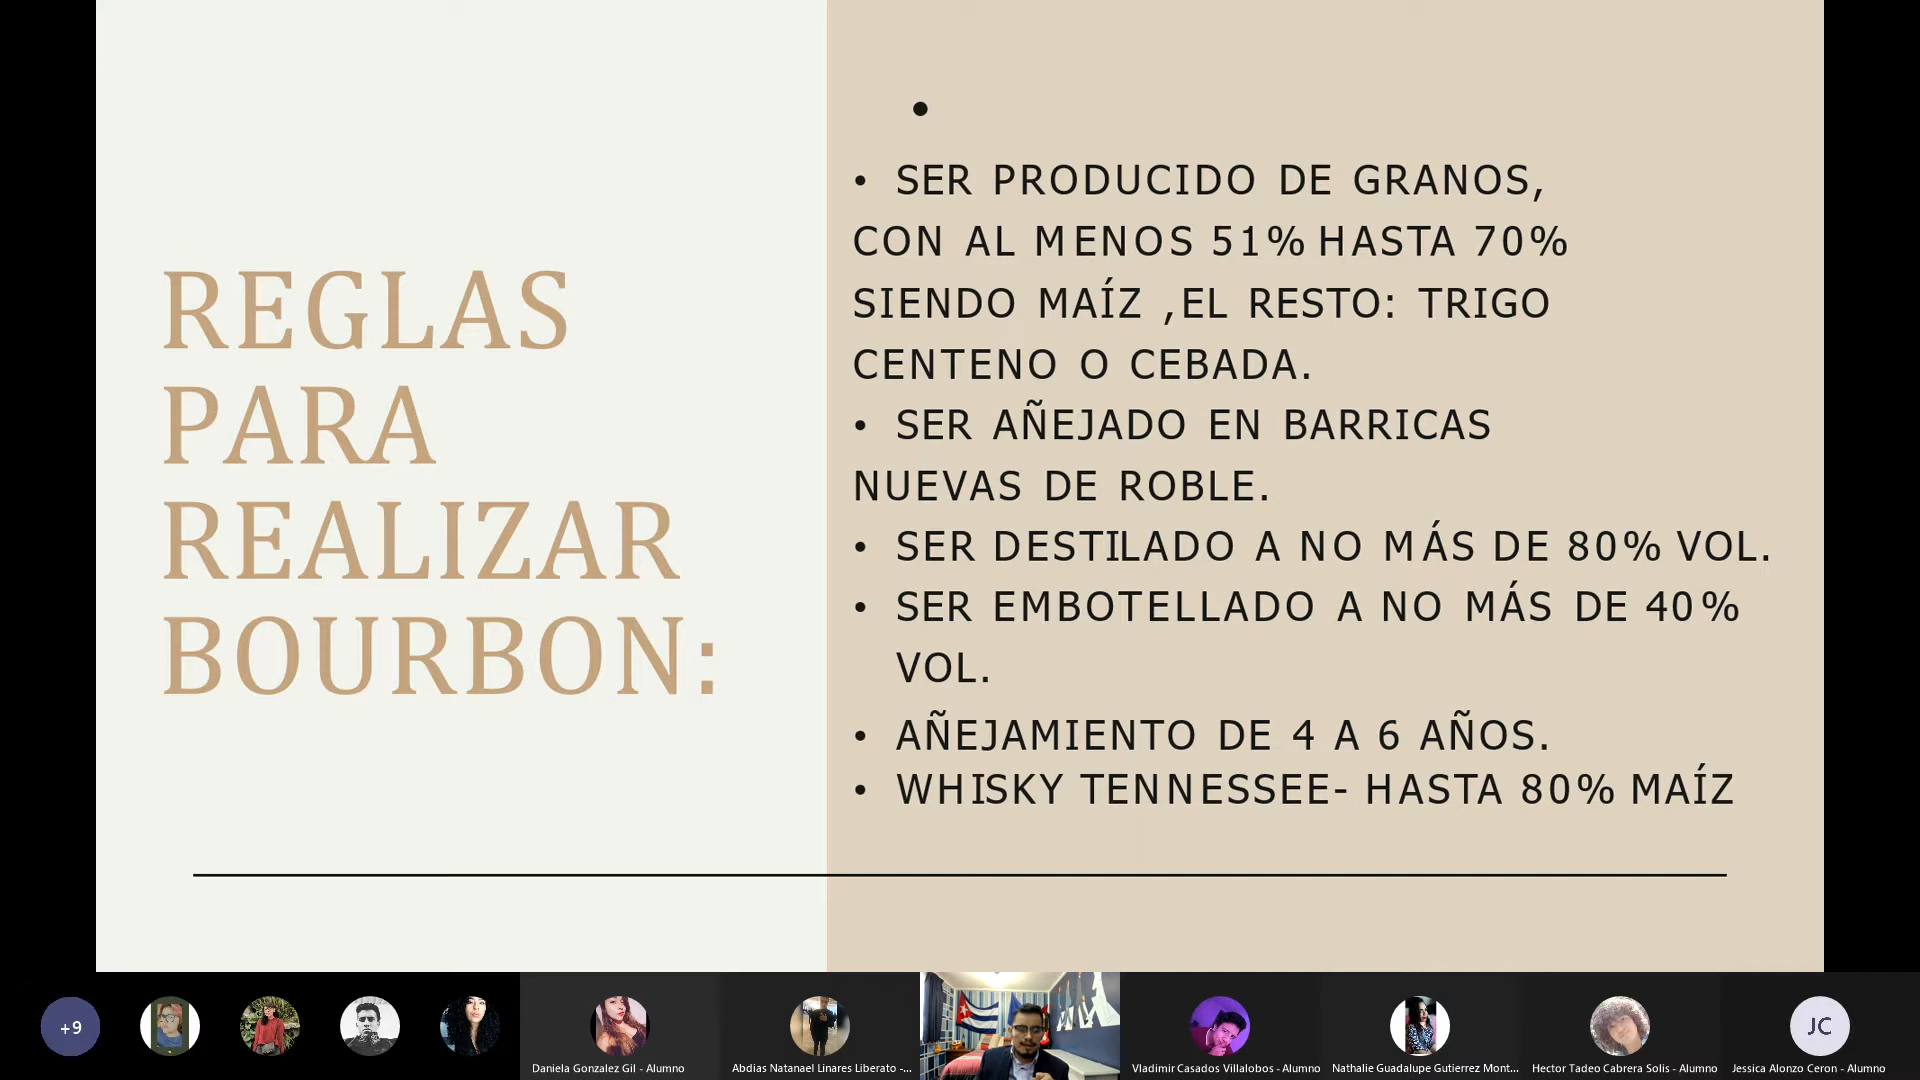 REGLAS
PARA
REALIZAR
BOURBON:
•
• SER PRODUCIDO DE GRANOS,
CON AL MENOS 51% HASTA 70%
SIENDO MAÍZ ,EL RESTO: TRIGO
CENTENO O CEBADA.
• SER AÑEJADO EN BARRICAS
NUEVAS DE ROBLE.
• SER DESTILADO A NO MÁS DE 80% VOL.
• SER EMBOTELLADO A NO MÁS DE 40%
VOL.
• AÑEJAMIENTO DE 4 A 6 AÑOS.
• WHISKY TENNESSEE- HASTA 80% MAÍZ
+9
Daniela Gonzalez Gil - Alumno
Abdias Natanael Linares Liberato -...
Vladimir Casados Villalobos - Alumno
Nathalie Guadalupe Gutierrez Mont...
Hector Tadeo Cabrera Solis - Alumno
JC
Jessica Alonzo Ceron - Alumno